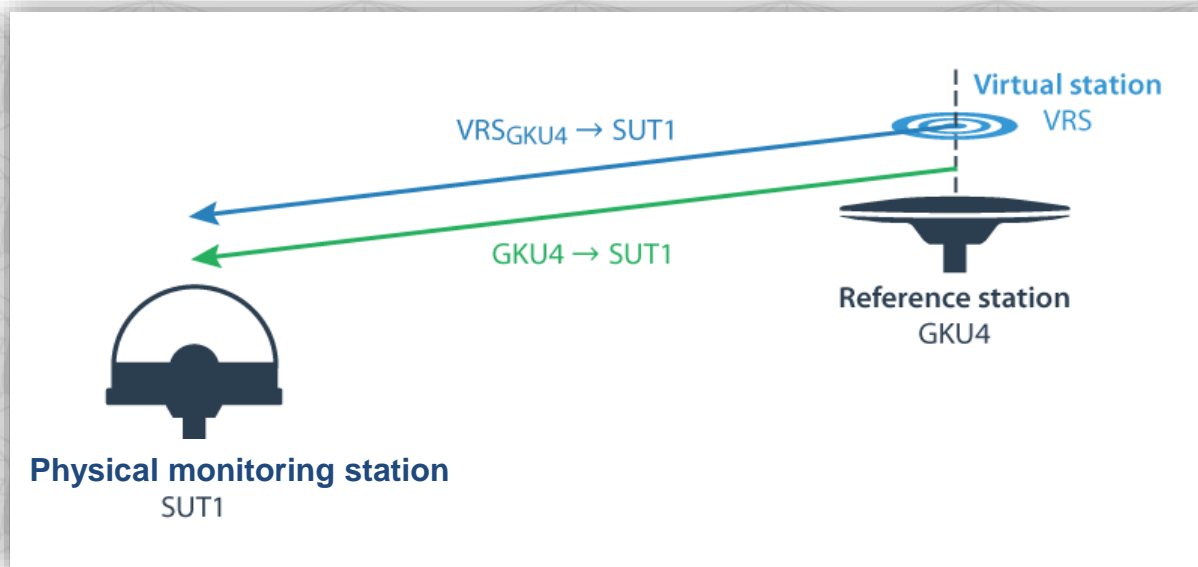 Virtual station
VRS
VRSGKU4 → SUT1
GKU4 → SUT1
Reference station
GKU4
Physical monitoring station
SUT1